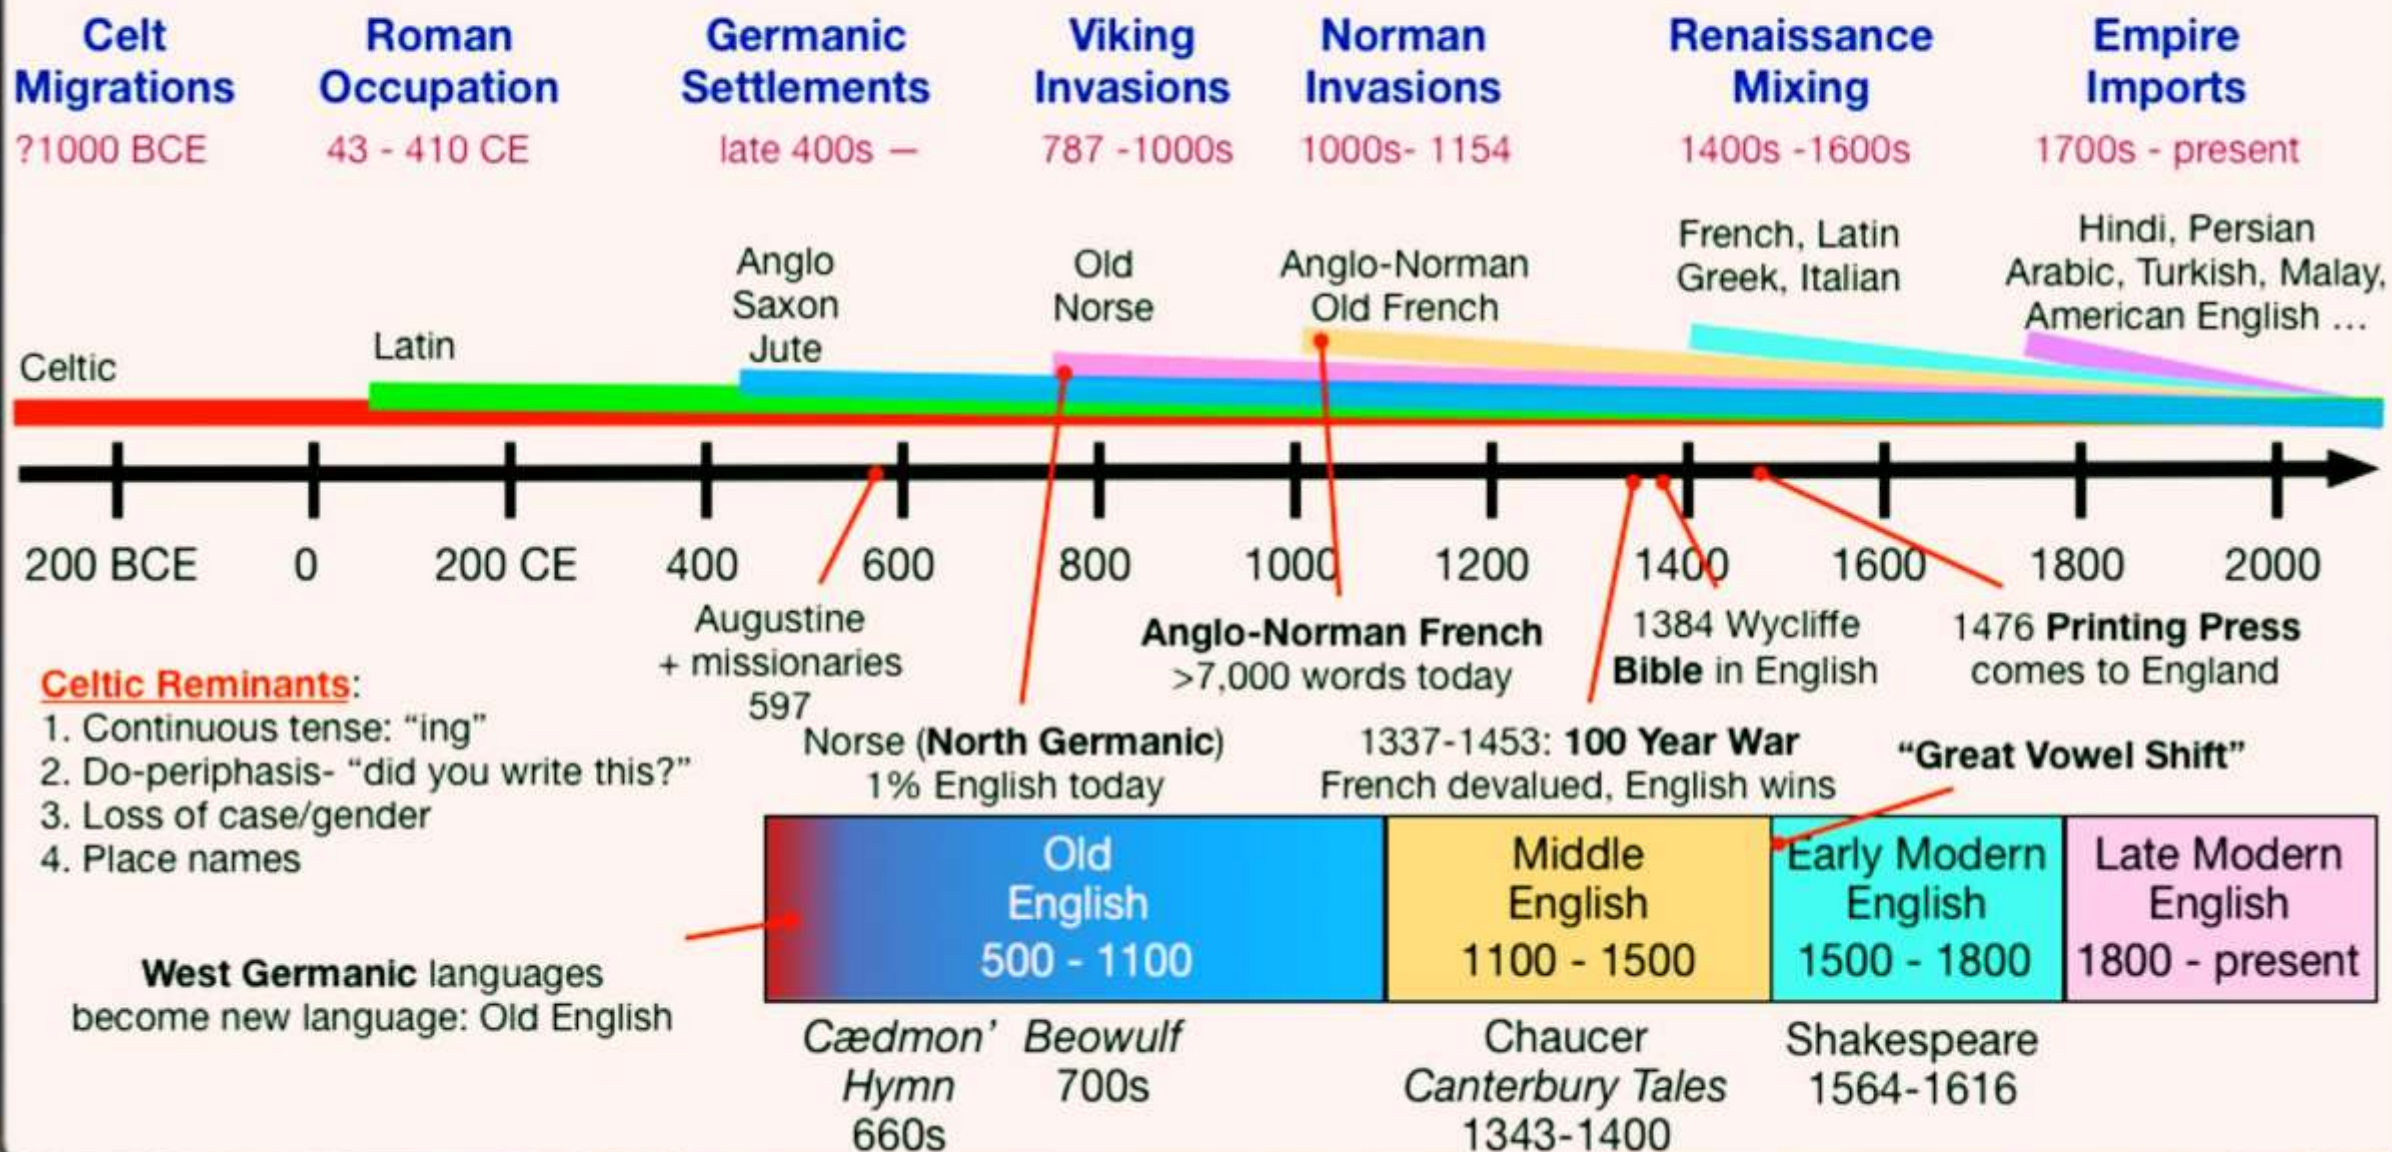 Celt
Migrations
?1000 BCE
Roman
Occupation
43 - 410 CE
Germanic
Settlements
late 400s —
Viking
Invasions
787 -1000s
Norman
Invasions
1000s- 1154
Renaissance
Mixing
1400s -1600s
Empire
Imports
1700s - present
Celtic
Latin
Anglo
Saxon
Jute
Old
Norse
Anglo-Norman
Old French
French, Latin
Greek, Italian
Hindi, Persian
Arabic, Turkish, Malay,
American English ...
200 BCE 0 200 CE 400 600 800 1000 1200 1400 1600 1800 2000
Augustine
+ missionaries
597
Anglo-Norman French
>7,000 words today
1384 Wycliffe
Bible in English
1476 Printing Press
comes to England
Celtic Reminants:
1. Continuous tense: “ing”
2. Do-periphasis- “did you write this?”
3. Loss of case/gender
4. Place names
Norse (North Germanic)
1% English today
1337-1453: 100 Year War
French devalued, English wins
“Great Vowel Shift”
West Germanic languages
become new language: Old English
Old
English
500 - 1100
Middle
English
1100 - 1500
Early Modern
English
1500 - 1800
Late Modern
English
1800 - present
Cædmon’
Hymn
660s
Beowulf
700s
Chaucer
Canterbury Tales
1343-1400
Shakespeare
1564-1616